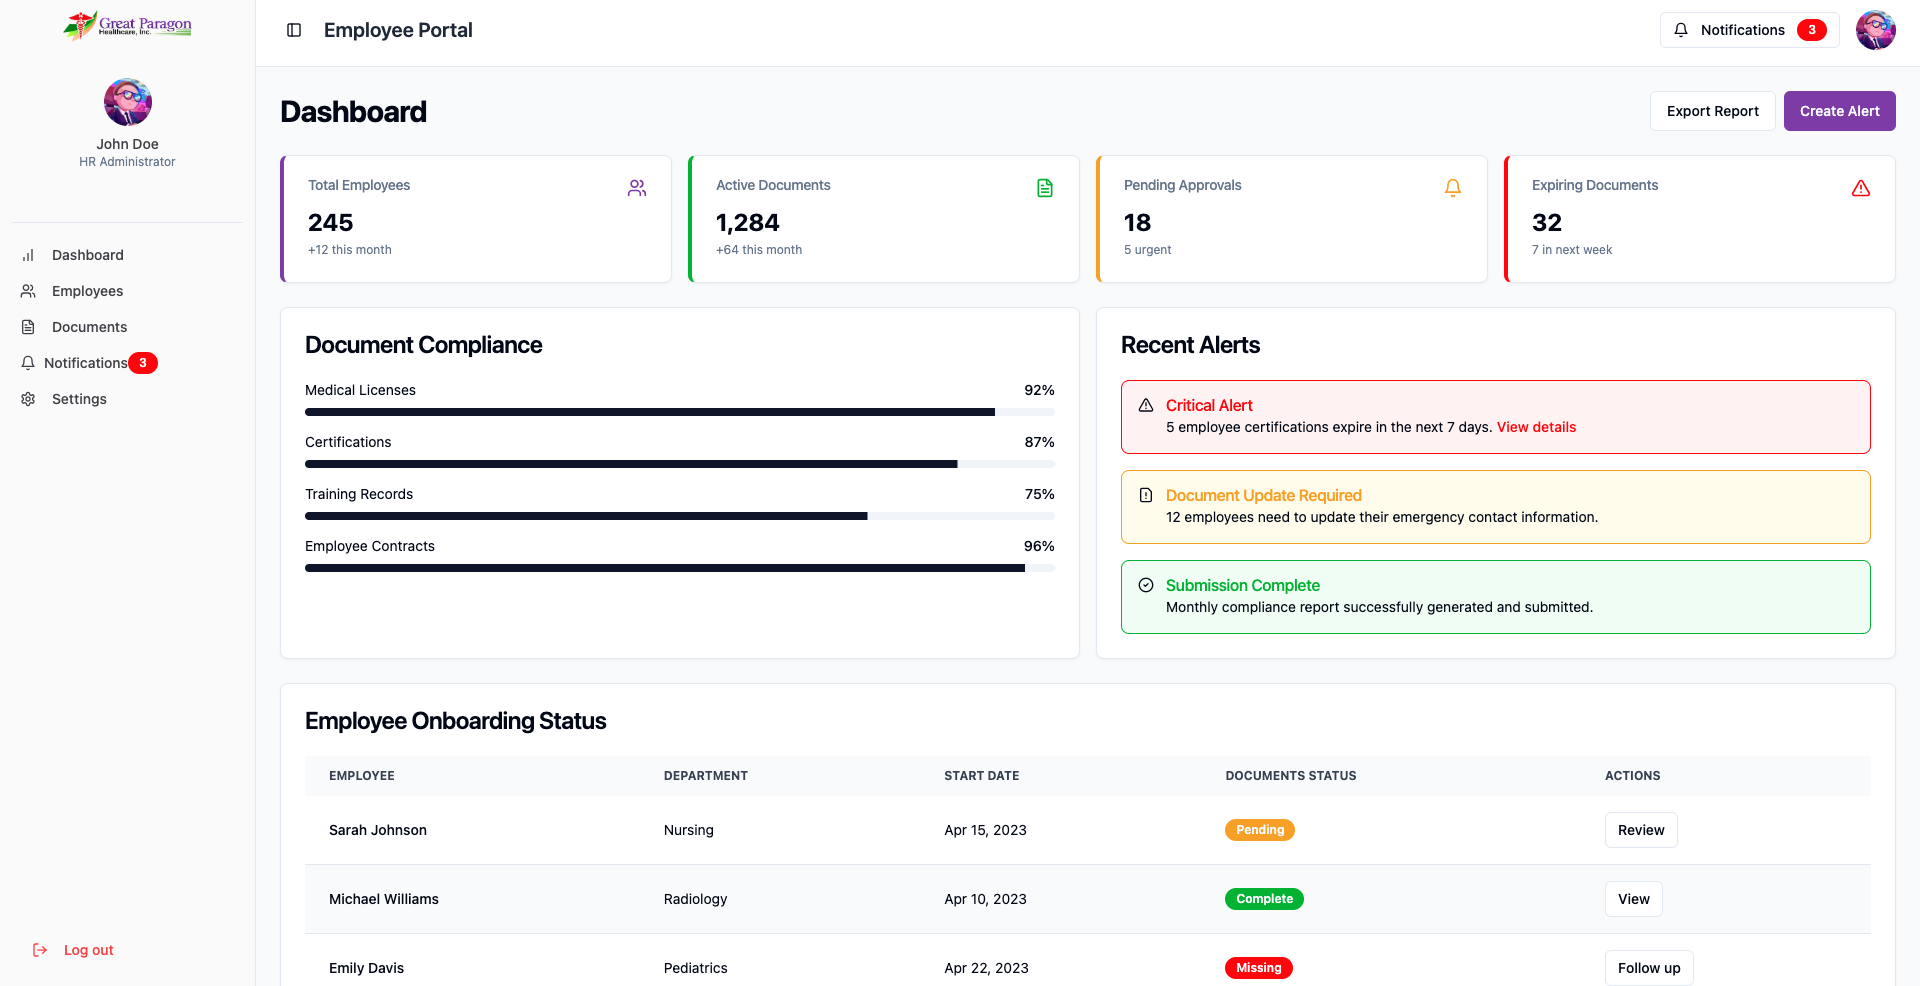 Great Paragon
Healthcare, Inc.
John Doe
HR Administrator
Dashboard
Employees
Documents
Notifications 3
Settings
Log out
Employee Portal
Notifications 3
Dashboard
Export Report
Create Alert
Total Employees
245
+12 this month
Active Documents
1,284
+64 this month
Pending Approvals
18
5 urgent
Expiring Documents
32
7 in next week
Document Compliance
Medical Licenses 92%
Certifications 87%
Training Records 75%
Employee Contracts 96%
Recent Alerts
Critical Alert
5 employee certifications expire in the next 7 days. View details
Document Update Required
12 employees need to update their emergency contact information.
Submission Complete
Monthly compliance report successfully generated and submitted.
Employee Onboarding Status
EMPLOYEE DEPARTMENT START DATE DOCUMENTS STATUS ACTIONS
Sarah Johnson Nursing Apr 15, 2023 Pending Review
Michael Williams Radiology Apr 10, 2023 Complete View
Emily Davis Pediatrics Apr 22, 2023 Missing Follow up